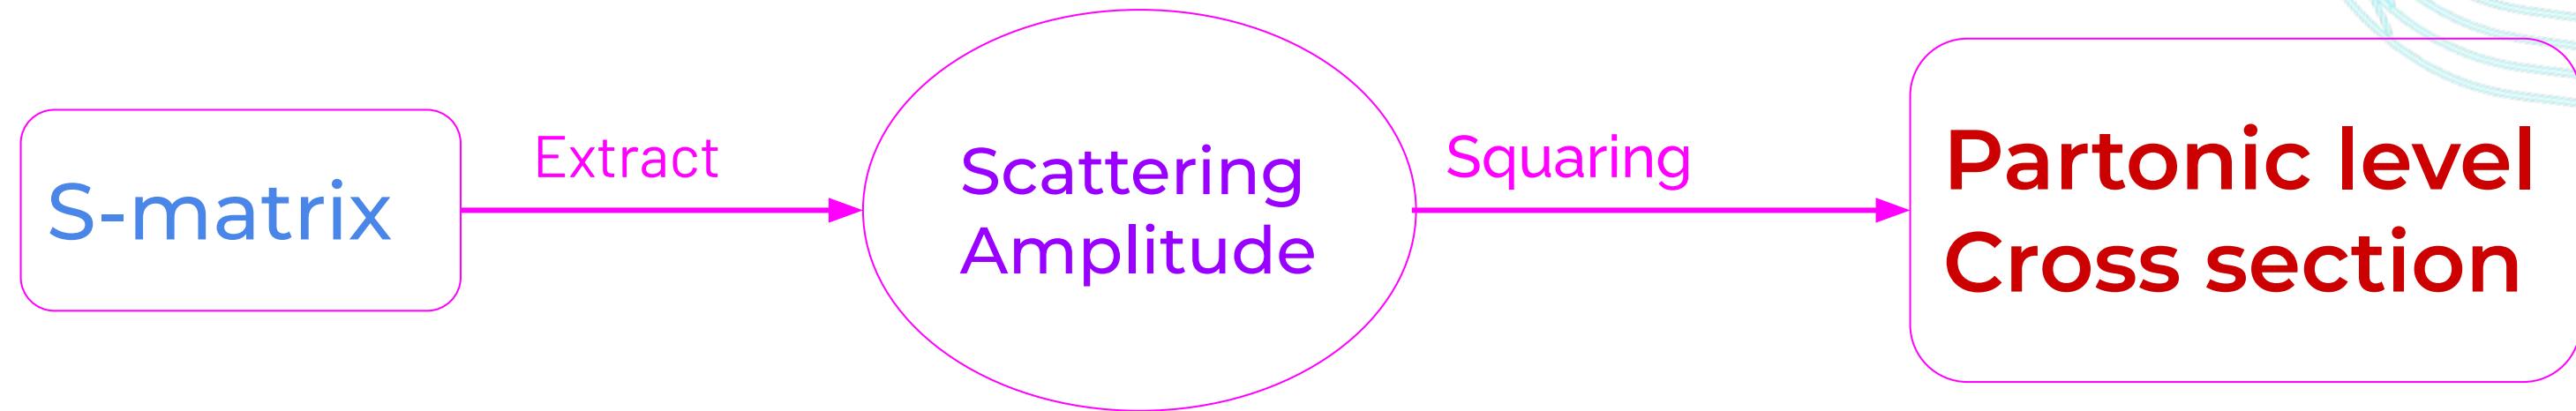 S-matrix
Extract
Scattering
Amplitude
Squaring
Partonic level
Cross section